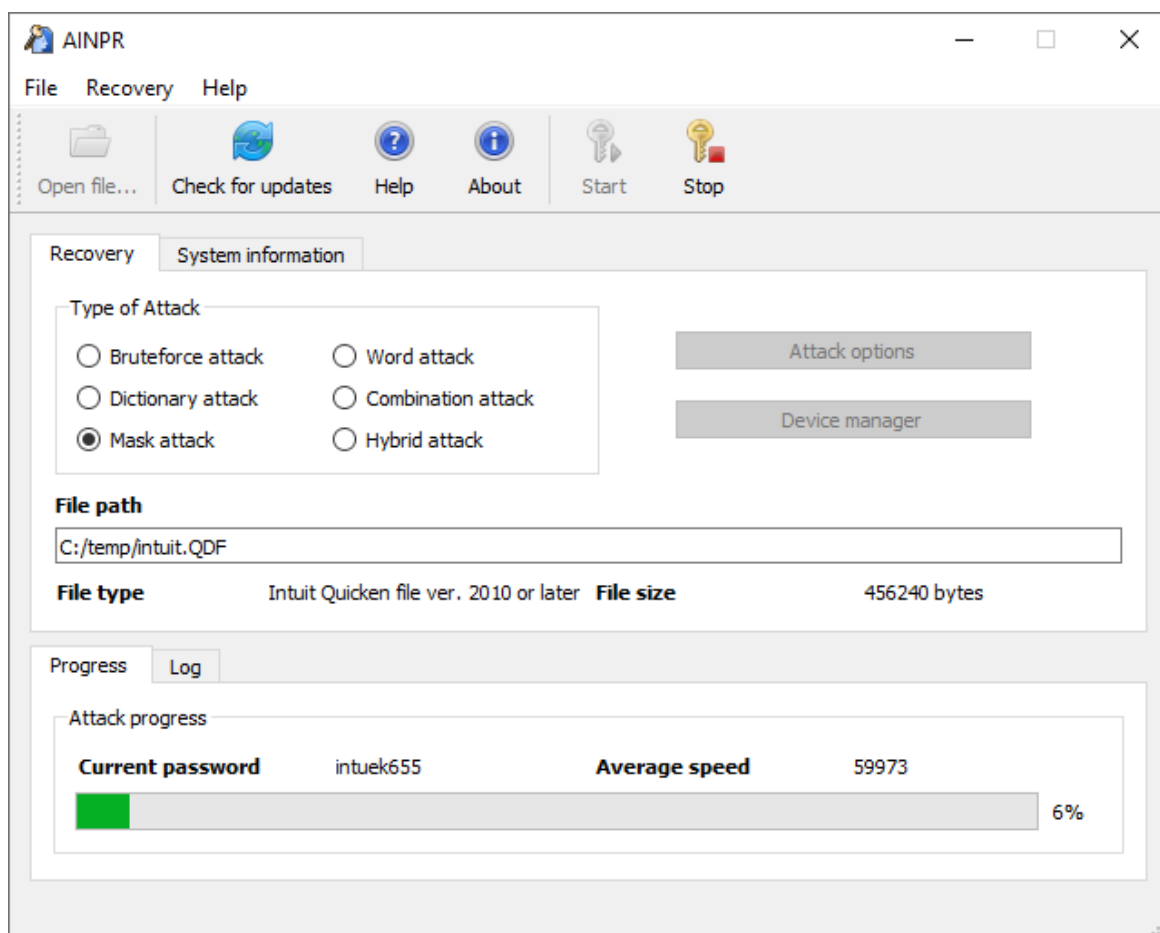 AINPR
File Recovery Help
Open file... Check for updates Help About Start Stop
Recovery System information
Type of Attack
Bruteforce attack Word attack Attack options
Dictionary attack Combination attack
Mask attack Hybrid attack Device manager
File path
C:/temp/intuit.QDF
File type Intuit Quicken file ver. 2010 or later File size 456240 bytes
Progress Log
Attack progress
Current password intuek655 Average speed 59973
6%